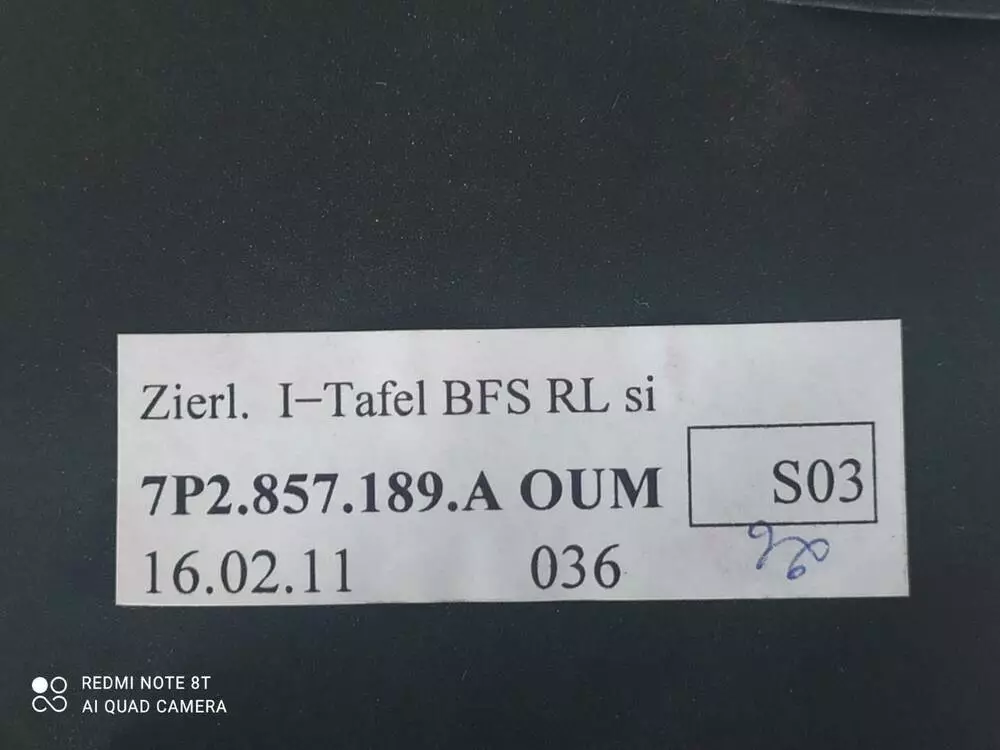 Zierl. I-Tafel BFS RL si
7P2.857.189.A OUM
S03
16.02.11 036
REDMI NOTE 8T
AI QUAD CAMERA